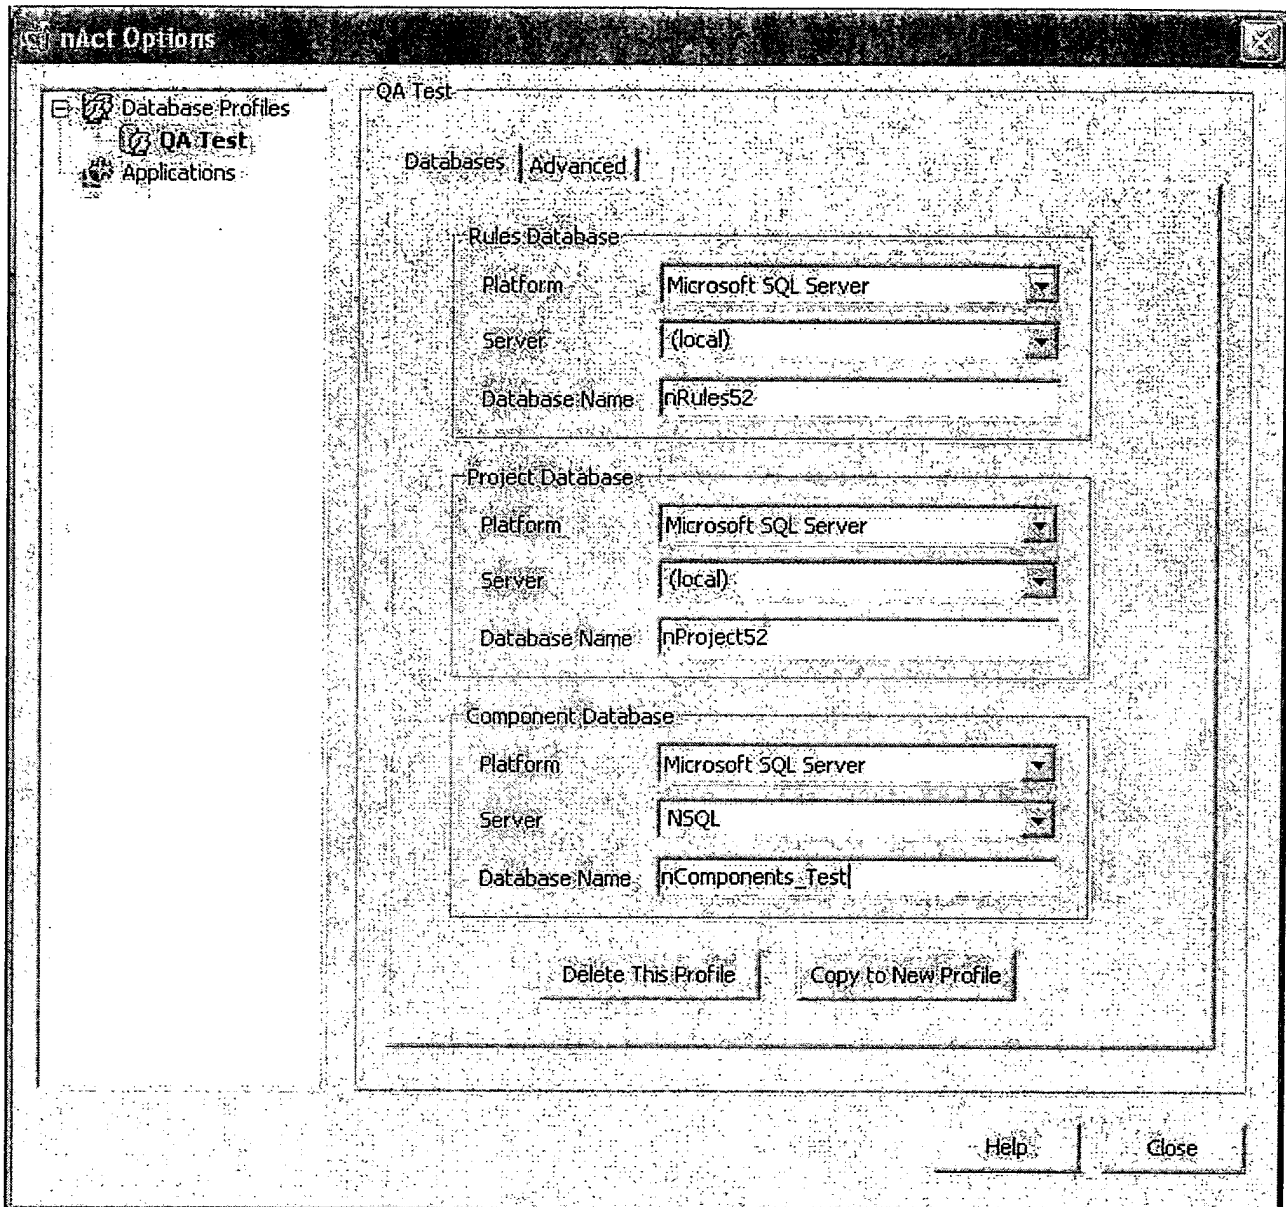 nAct Options
Database Profiles
QA Test
Applications
QA Test
Databases
Advanced
Rules Database
Platform
Microsoft SQL Server
Server
(local)
Database Name
nRules52
Project Database
Platform
Microsoft SQL Server
Server
(local)
Database Name
nProject52
Component Database
Platform
Microsoft SQL Server
Server
NSQL
Database Name
nComponents_Test
Delete This Profile
Copy to New Profile
Help
Close